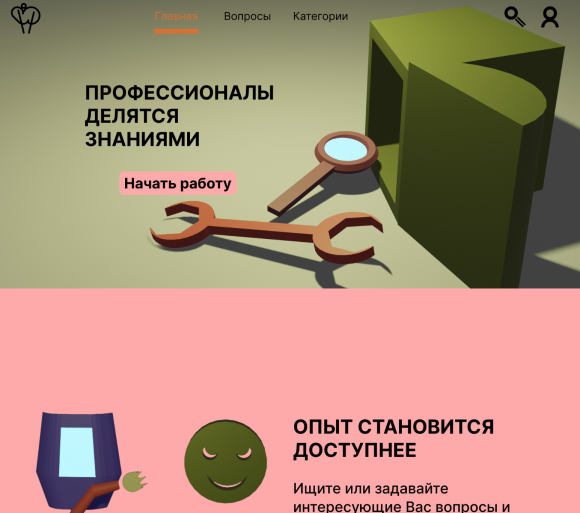 Главная Вопросы Категории
ПРОФЕССИОНАЛЫ
ДЕЛЯТСЯ
ЗНАНИЯМИ
Начать работу
ОПЫТ СТАНОВИТСЯ
ДОСТУПНЕЕ
Ищите или задавайте
интересующие Вас вопросы и